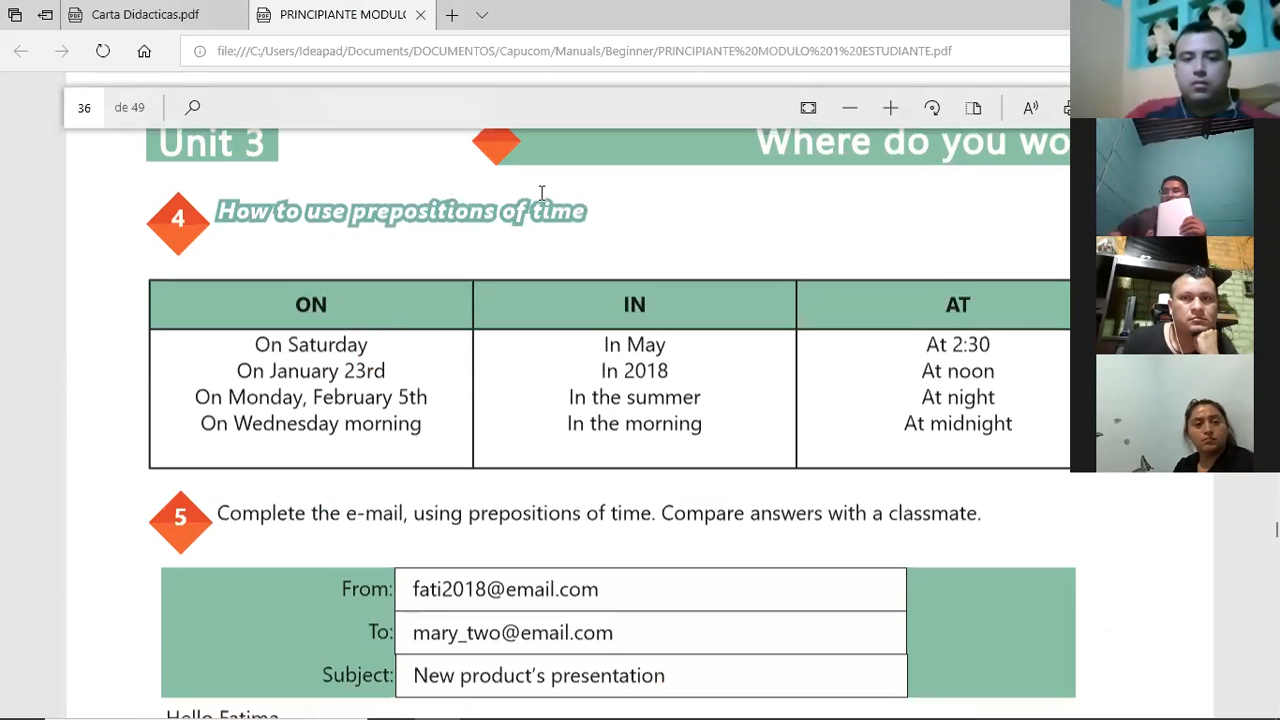 Carta Didacticas.pdf
PRINCIPIANTE MODULO
file:///C:/Users/Ideapad/Documents/DOCUMENTOS/Capucom/Manuals/Beginner/PRINCIPIANTE%20MODULO%201%20ESTUDIANTE.pdf
36 de 49
Unit 3
Where do you wo
4 How to use prepositions of time
ON IN AT
On Saturday In May At 2:30
On January 23rd In 2018 At noon
On Monday, February 5th In the summer At night
On Wednesday morning In the morning At midnight
5 Complete the e-mail, using prepositions of time. Compare answers with a classmate.
From: fati2018@email.com
To: mary_two@email.com
Subject: New product's presentation
Hello Fatima